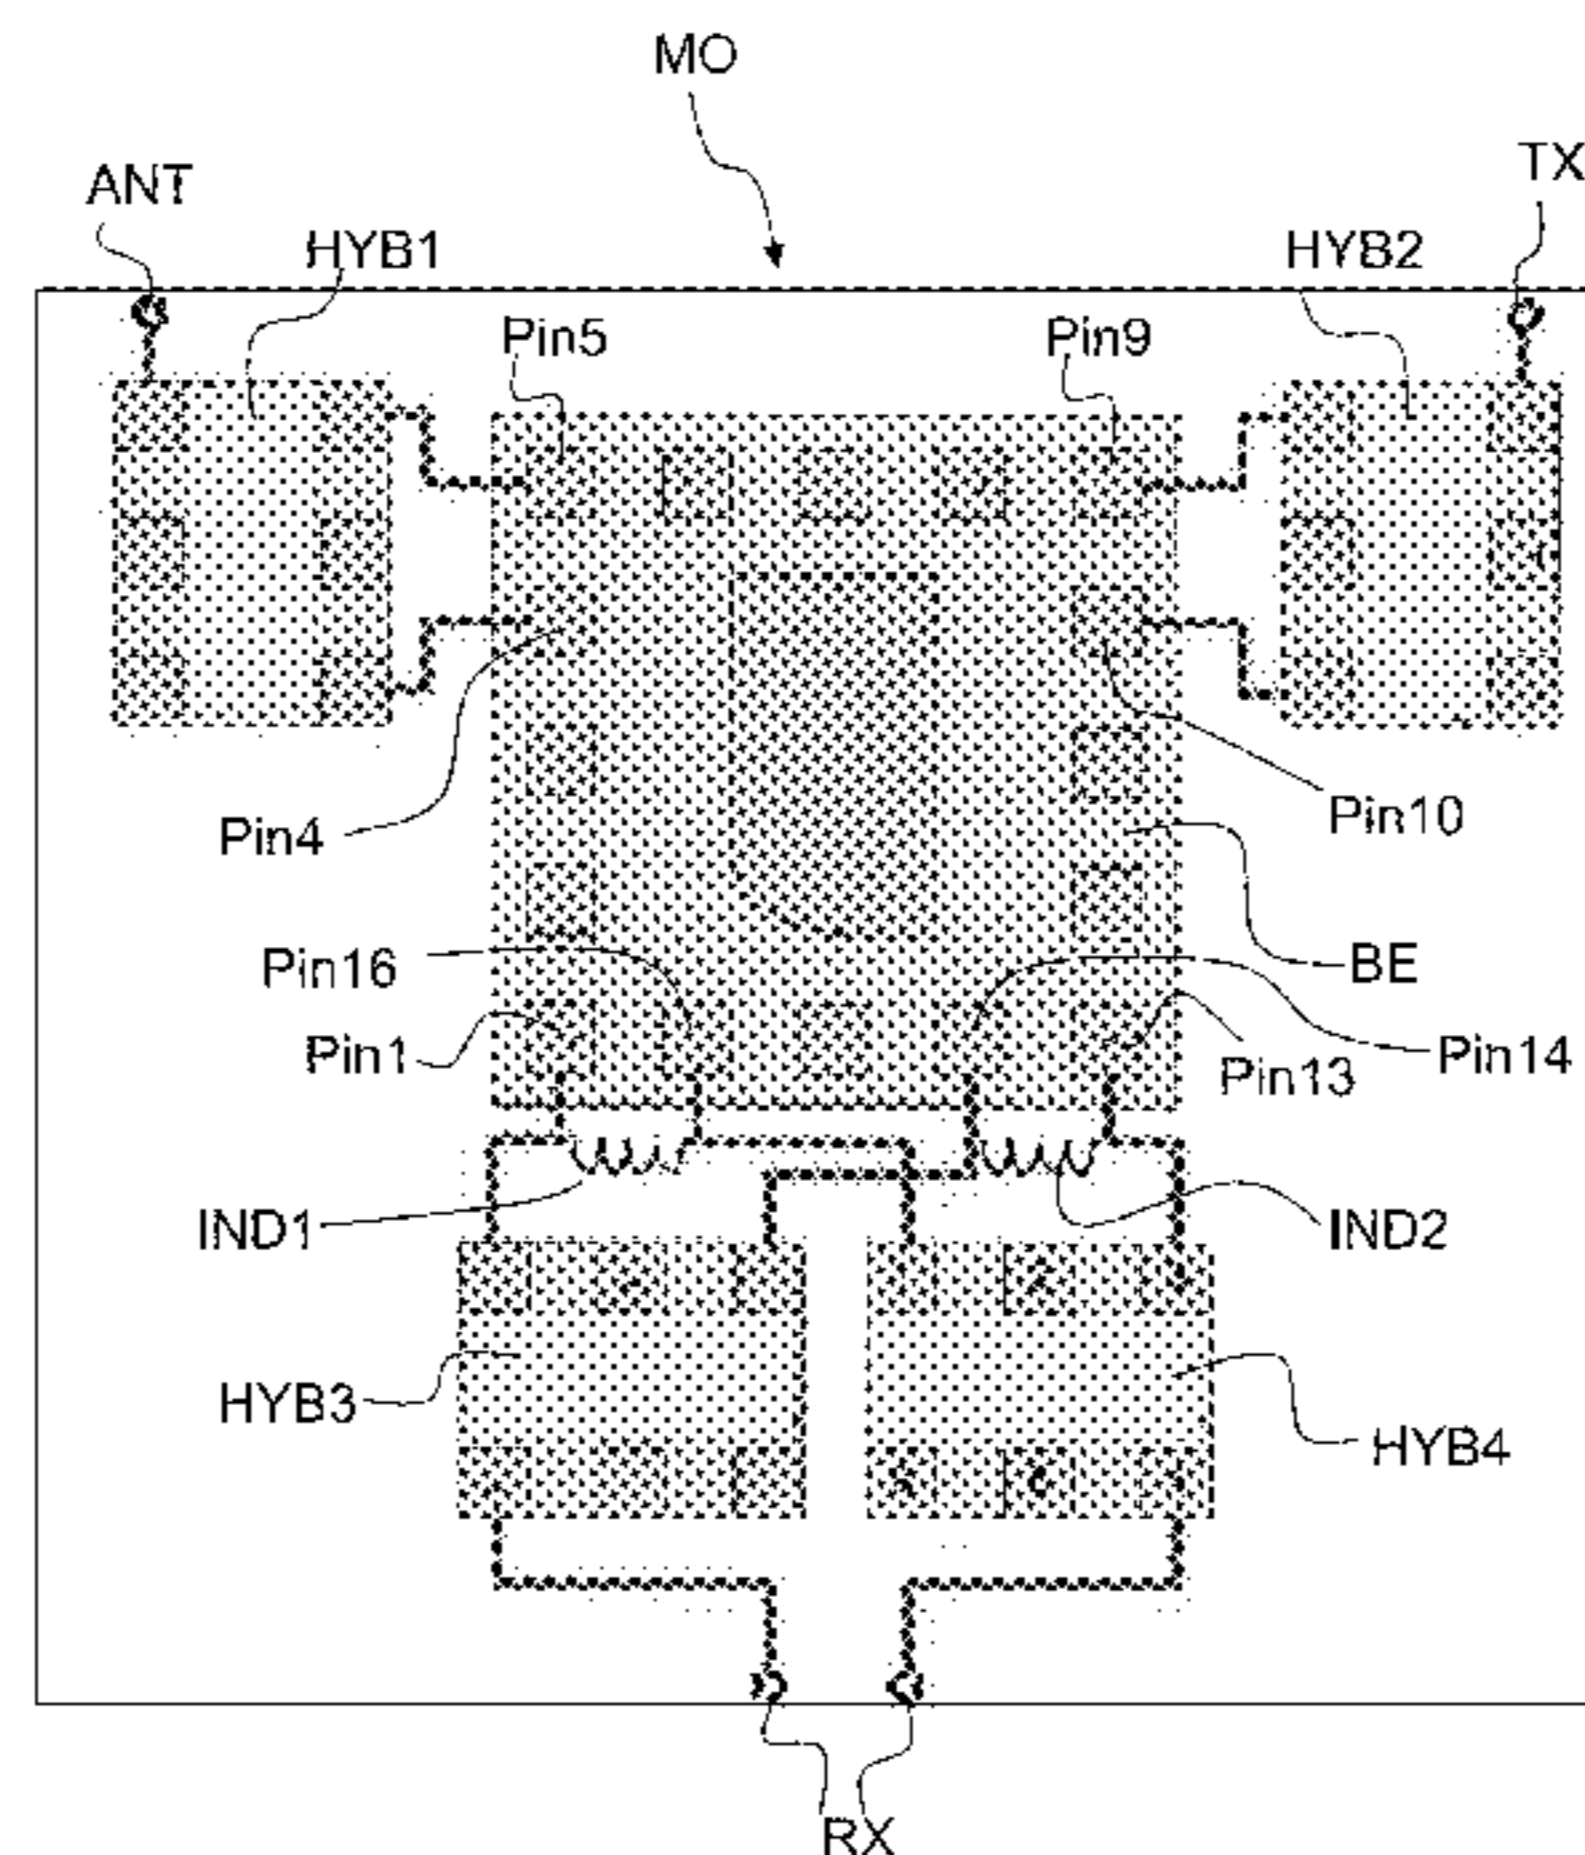 MO
ANT
TX
HYB1
HYB2
Pin5
Pin9
Pin4
Pin10
Pin16
BE
Pin1
Pin13
Pin14
IND1
IND2
HYB3
HYB4
RX